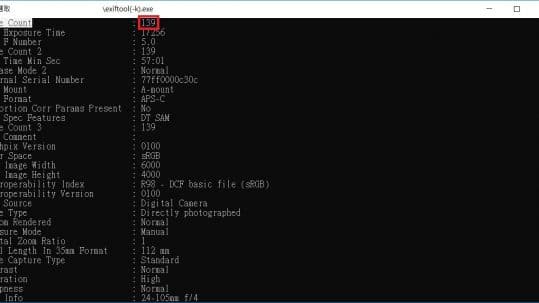 \exiftool(-k).exe
e Count : 139
Exposure Time : 1/256
F Number : 5.0
e Count 2 : 139
Time Min Sec : 57:01
ase Mode 2 : Normal
rnal Serial Number : 77ff0000c30c
Mount : A-mount
Format : APS-C
ortion Corr Params Present : No
Spec Features : DT SAM
e Count 3 : 139
Comment :
hpix Version : 0100
r Space : sRGB
Image Width : 6000
Image Height : 4000
roperability Index : R98 - DCF basic file (sRGB)
roperability Version : 0100
Source : Digital Camera
e Type : Directly photographed
om Rendered : Normal
sure Mode : Manual
tal Zoom Ratio : 1
l Length In 35mm Format : 112 mm
e Capture Type : Standard
rast : Normal
ration : High
pness : Normal
Info : 24-105mm f/4